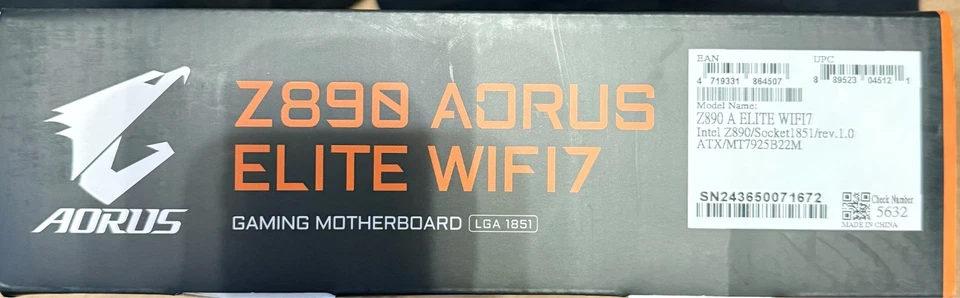 AORUS
Z890 AORUS
ELITE WIFI7
GAMING MOTHERBOARD LGA 1851
EAN UPC
4 719331 864507 8 89523 04512 1
Model Name:
Z890 A ELITE WIFI7
Intel Z890/Socket1851/rev.1.0
ATX/MT7925B22M
SN243650071672
Check Number
5632
MADE IN CHINA